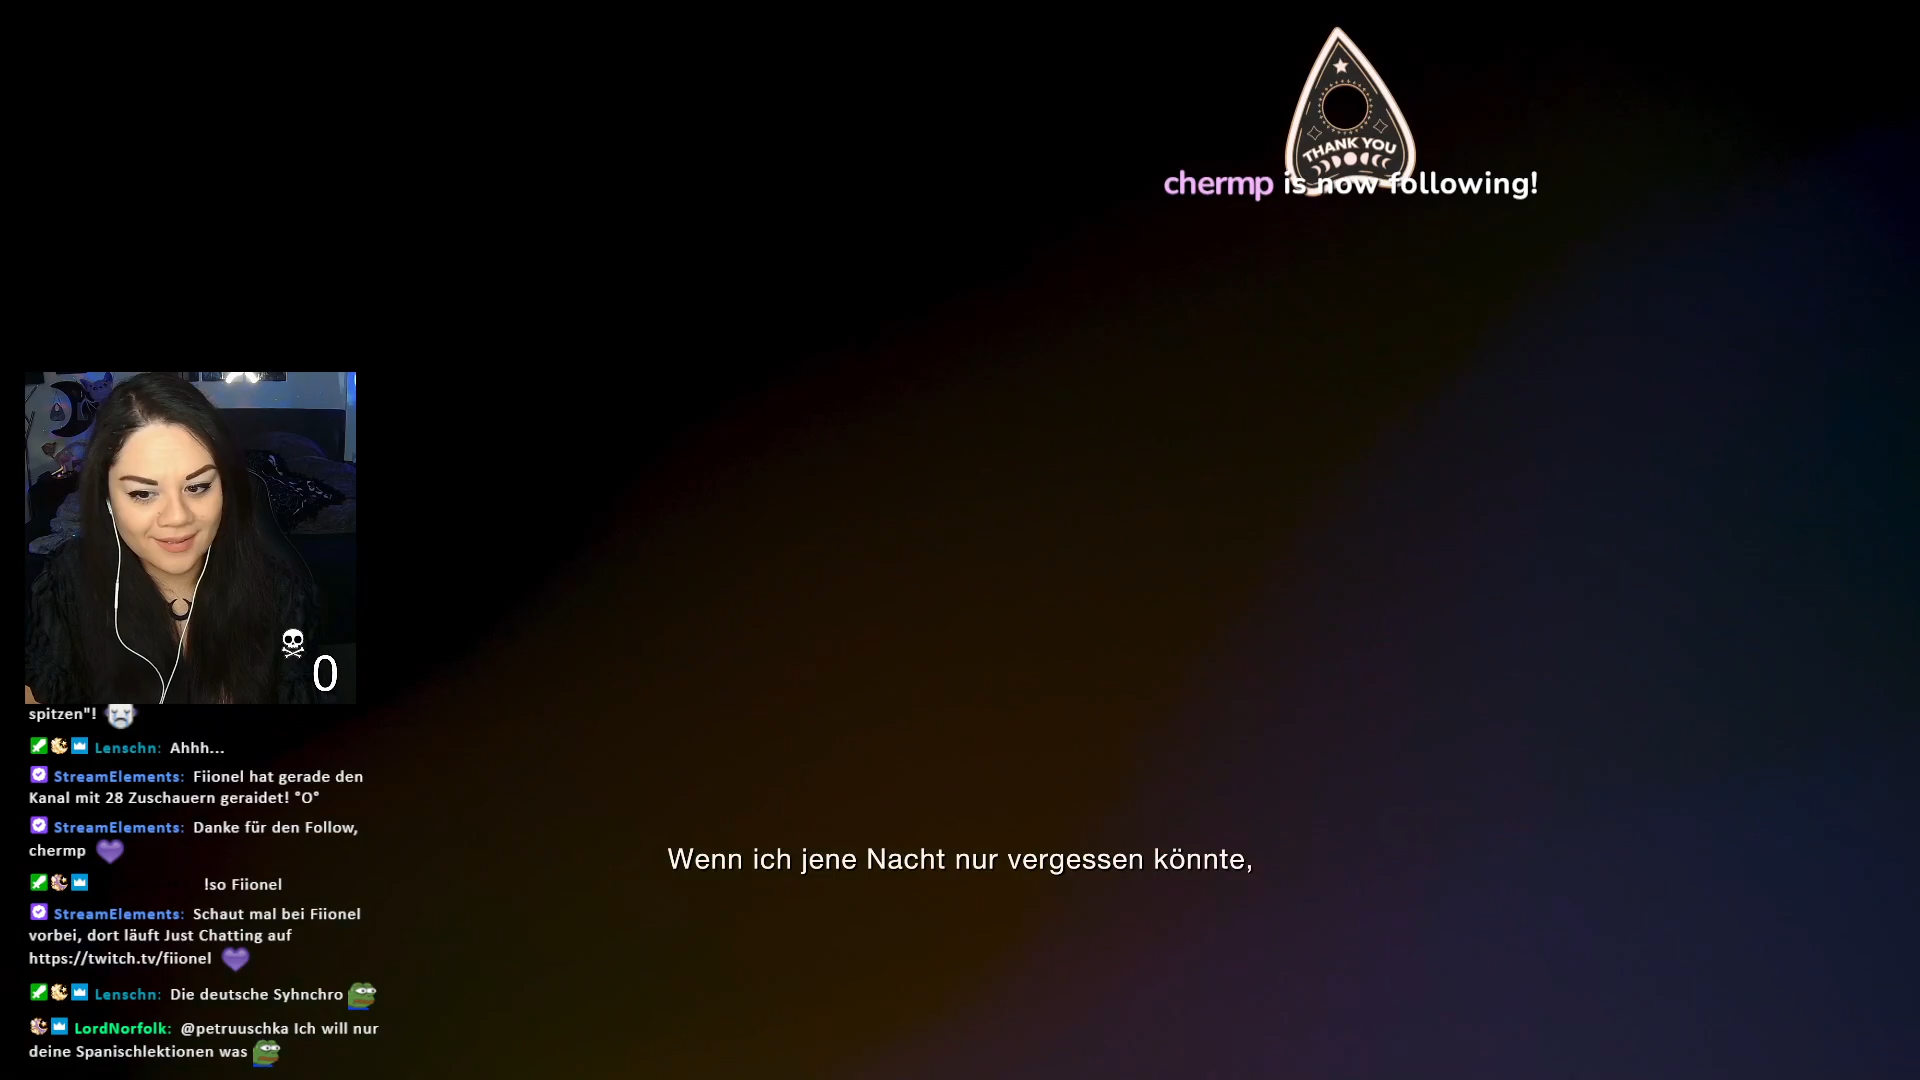 THANK YOU
chermp is now following!
0
spitzen"!
Lenschn: Ahhh...
StreamElements: Fiionel hat gerade den
Kanal mit 28 Zuschauern geraidet! °O°
StreamElements: Danke für den Follow,
chermp
!so Fiionel
StreamElements: Schaut mal bei Fiionel
vorbei, dort läuft Just Chatting auf
https://twitch.tv/fiionel
Lenschn: Die deutsche Syhnchro
LordNorfolk: @petruuschka Ich will nur
deine Spanischlektionen was
Wenn ich jene Nacht nur vergessen könnte,